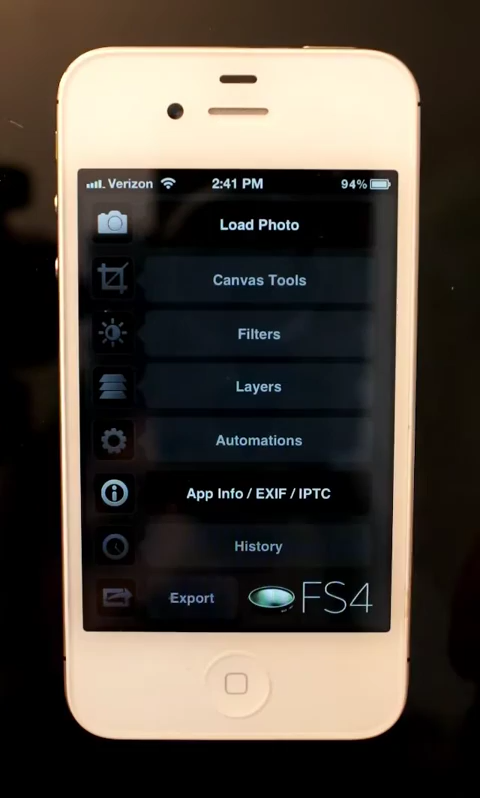 Verizon 2:41 PM 94%
Load Photo
Canvas Tools
Filters
Layers
Automations
App Info / EXIF / IPTC
History
Export FS4